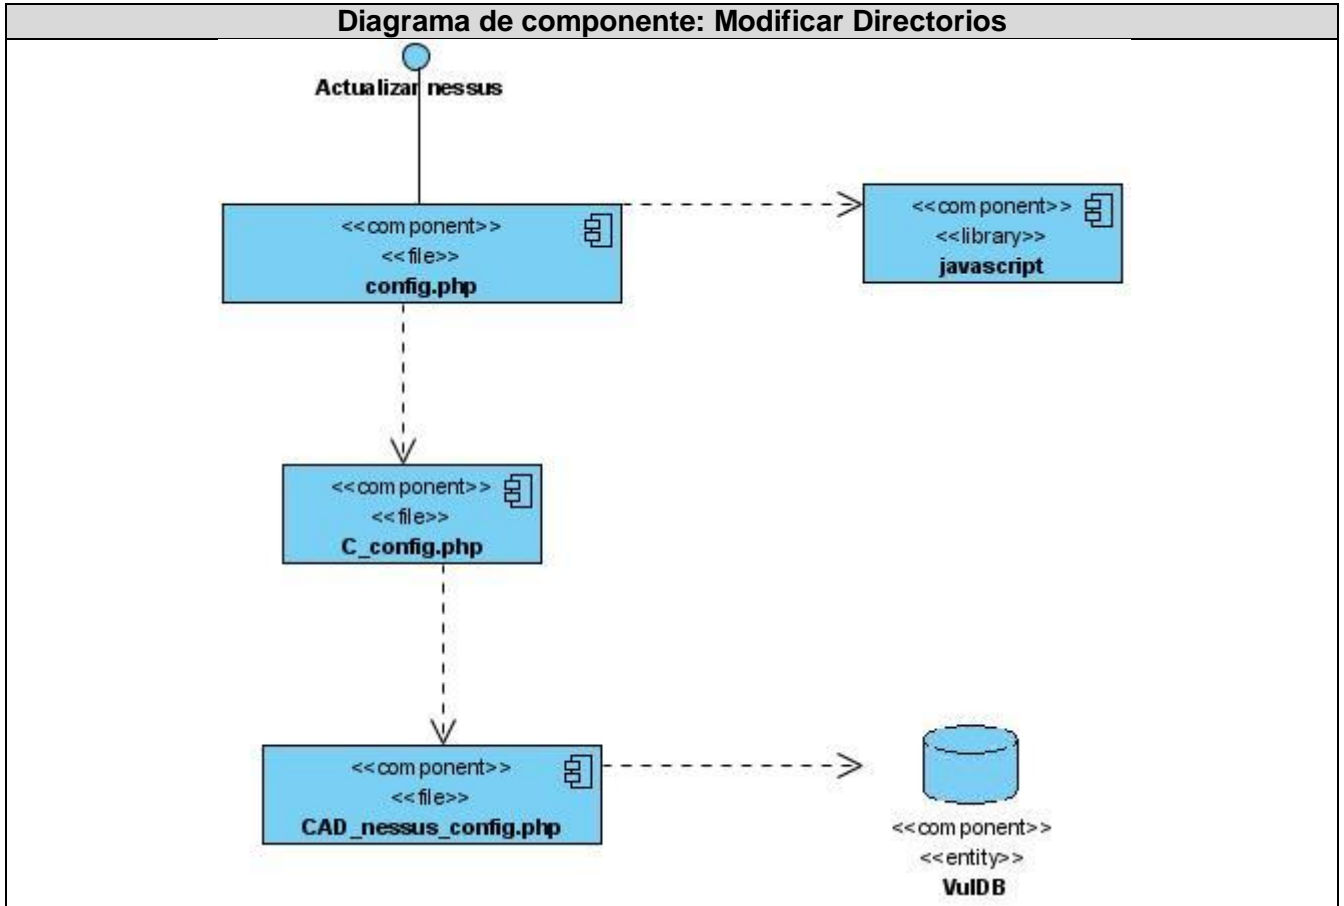 Diagrama de componente: Modificar Directorios
Actualizar nessus
<<component>>
<<file>>
config.php
<<component>>
<<library>>
javascript
<<component>>
<<file>>
C_config.php
<<component>>
<<file>>
CAD_nessus_config.php
<<component>>
<<entity>>
VulDB